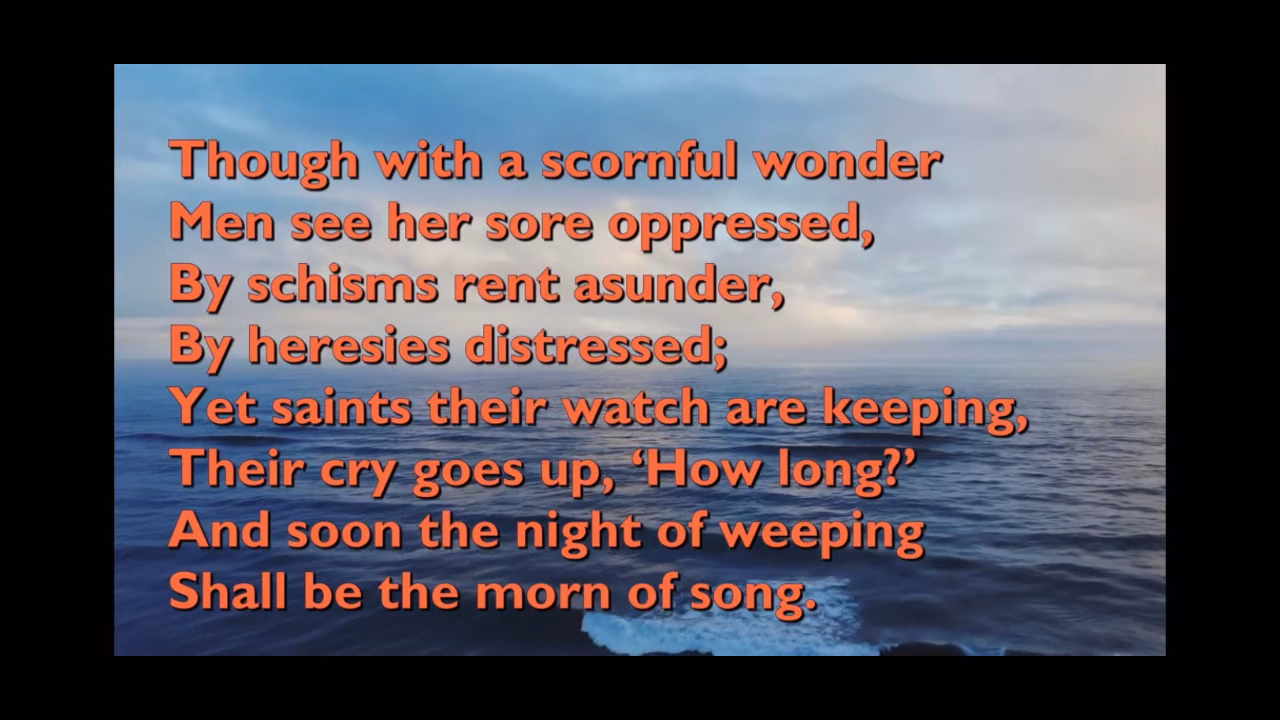 Though with a scornful wonder
Men see her sore oppressed,
By schisms rent asunder,
By heresies distressed;
Yet saints their watch are keeping,
Their cry goes up, ‘How long?’
And soon the night of weeping
Shall be the morn of song.